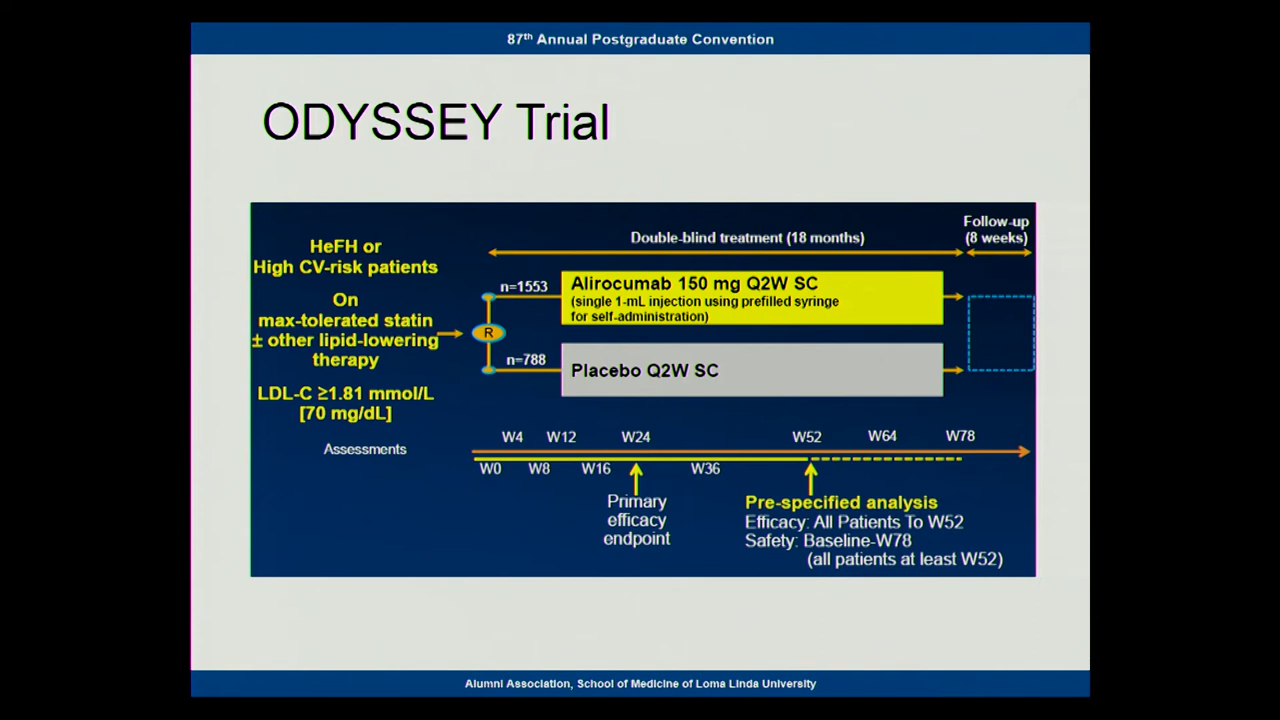 87th Annual Postgraduate Convention
ODYSSEY Trial
HeFH or
High CV-risk patients
On
max-tolerated statin
± other lipid-lowering
therapy
LDL-C ≥1.81 mmol/L
[70 mg/dL]
Double-blind treatment (18 months)
Follow-up
(8 weeks)
R
n=1553
Alirocumab 150 mg Q2W SC
(single 1-mL injection using prefilled syringe
for self-administration)
n=788
Placebo Q2W SC
Assessments
W4 W12 W24 W52 W64 W78
W0 W8 W16 W36
Primary
efficacy
endpoint
Pre-specified analysis
Efficacy: All Patients To W52
Safety: Baseline-W78
(all patients at least W52)
Alumni Association, School of Medicine of Loma Linda University